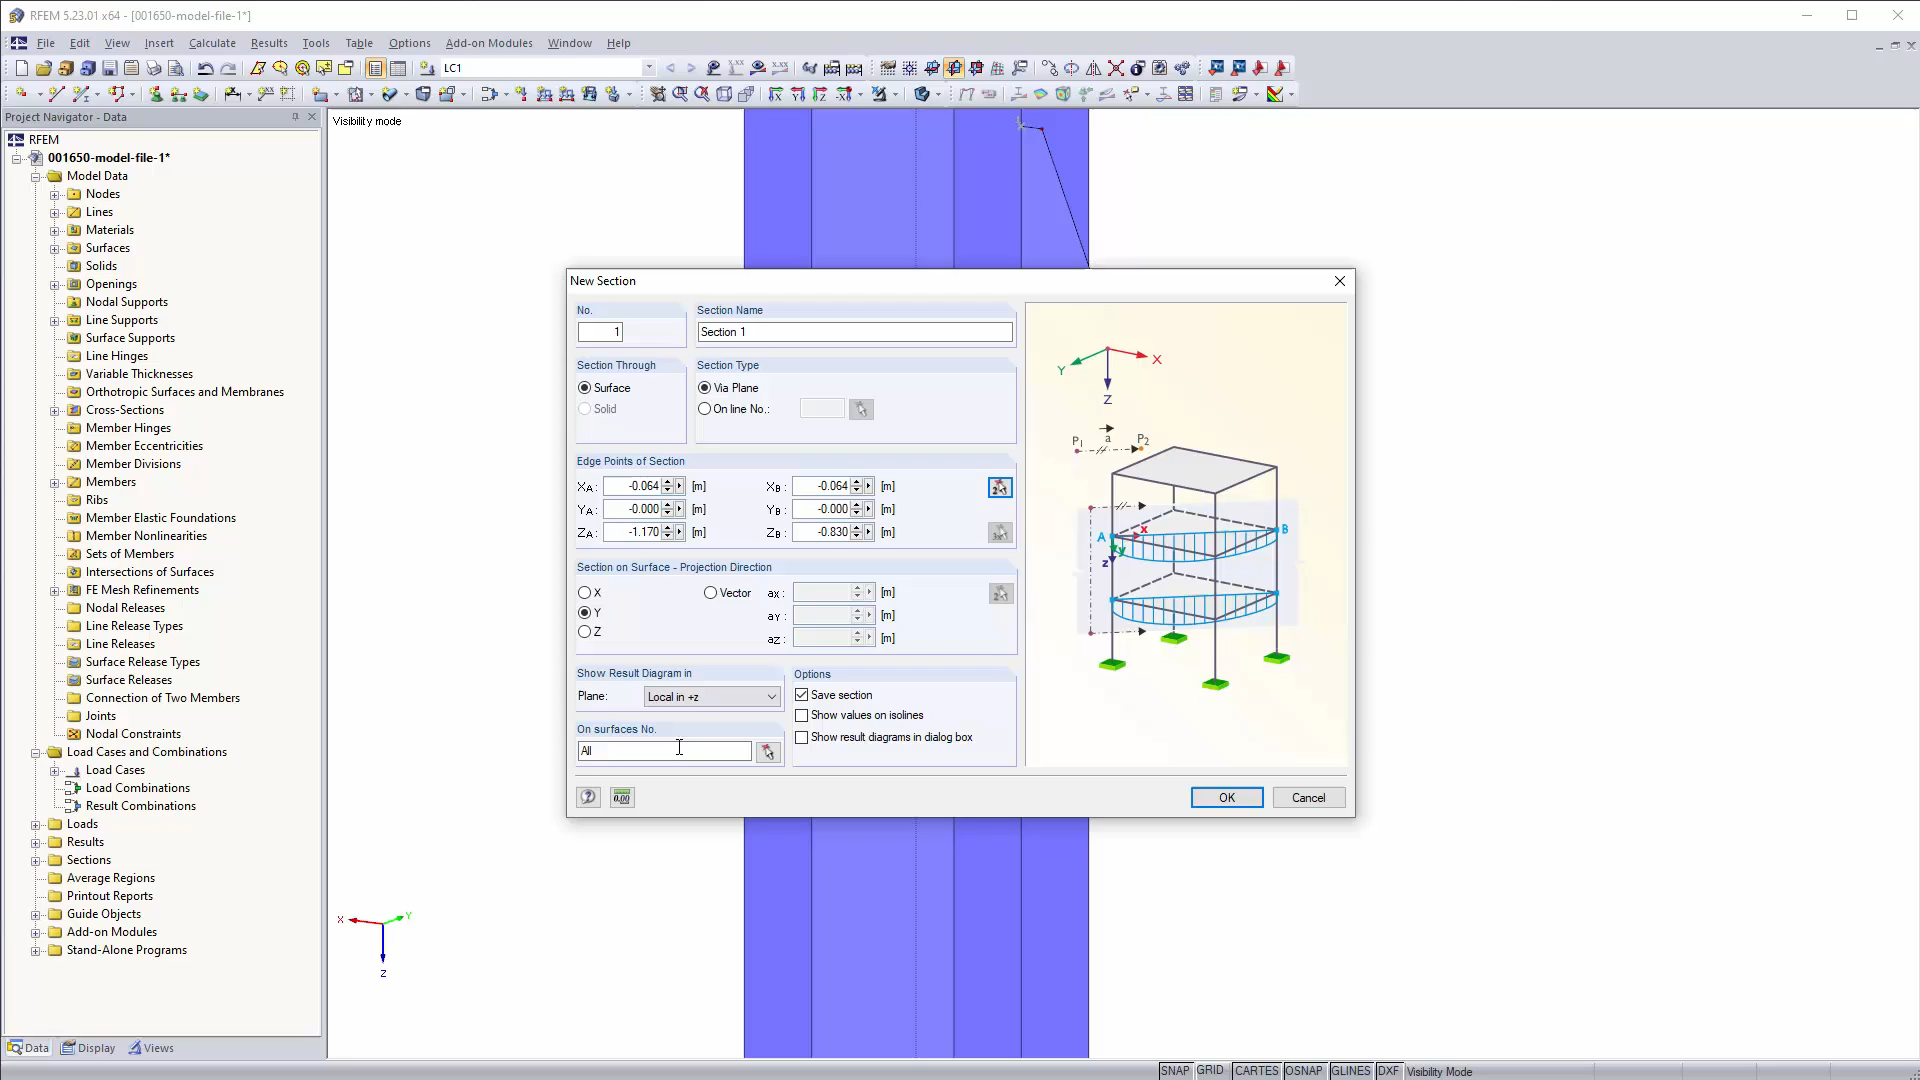 RFEM 5.23.01 x64 - [001650-model-file-1*]
File Edit View Insert Calculate Results Tools Table Options Add-on Modules Window Help
LC1
Project Navigator - Data
RFEM
001650-model-file-1*
Model Data
Nodes
Lines
Materials
Surfaces
Solids
Openings
Nodal Supports
Line Supports
Surface Supports
Line Hinges
Variable Thicknesses
Orthotropic Surfaces and Membranes
Cross-Sections
Member Hinges
Member Eccentricities
Member Divisions
Members
Ribs
Member Elastic Foundations
Member Nonlinearities
Sets of Members
Intersections of Surfaces
FE Mesh Refinements
Nodal Releases
Line Release Types
Line Releases
Surface Release Types
Surface Releases
Connection of Two Members
Joints
Nodal Constraints
Load Cases and Combinations
Load Cases
Load Combinations
Result Combinations
Loads
Results
Sections
Average Regions
Printout Reports
Guide Objects
Add-on Modules
Stand-Alone Programs
Data Display Views
Visibility mode
X Y
Z
New Section
No. Section Name
1 Section 1
Section Through Section Type
Surface Via Plane
Solid On line No.:
Edge Points of Section
XA: -0.064 [m] XB: -0.064 [m]
YA: -0.000 [m] YB: -0.000 [m]
ZA: -1.170 [m] ZB: -0.830 [m]
Section on Surface - Projection Direction
X Vector aX: [m]
Y aY: [m]
Z aZ: [m]
Show Result Diagram in Options
Plane: Local in +z Save section
Show values on isolines
On surfaces No.
All Show result diagrams in dialog box
0.00
OK Cancel
X
Y
Z
P1 a P2
A x B
y
z
SNAP GRID CARTES OSNAP GLINES DXF Visibility Mode